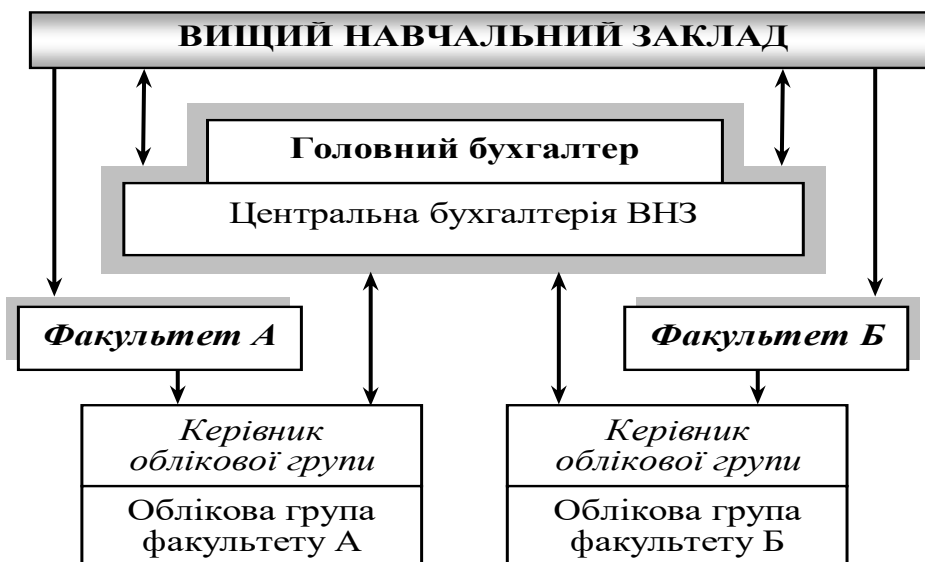 ВИЩИЙ НАВЧАЛЬНИЙ ЗАКЛАД
Головний бухгалтер
Центральна бухгалтерія ВНЗ
Факультет А
Факультет Б
Керівник
облікової групи
Облікова група
факультету А
Керівник
облікової групи
Облікова група
факультету Б